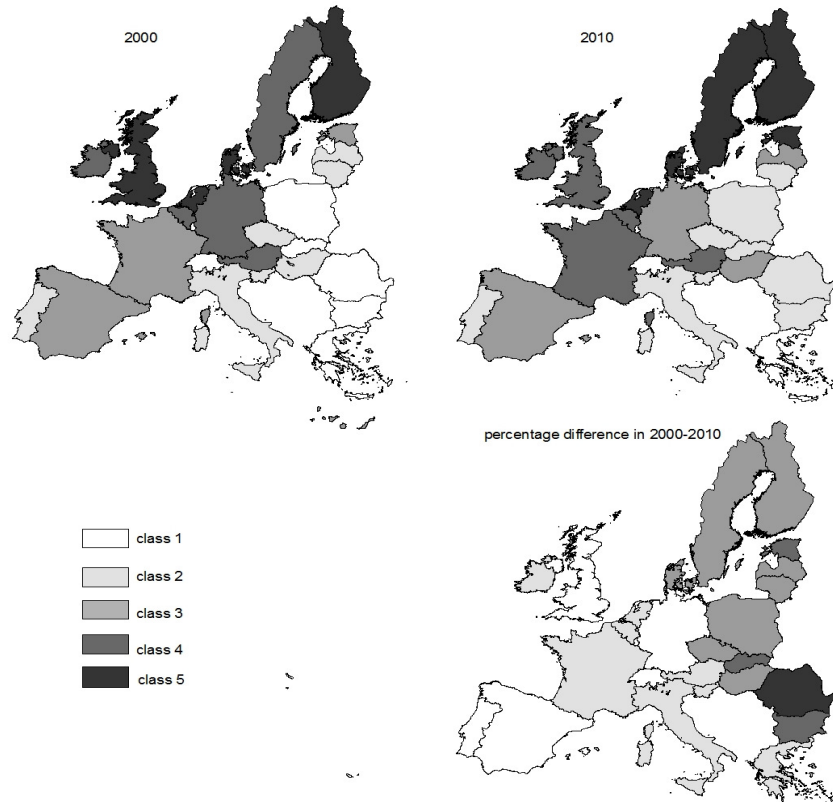 2000
2010
percentage difference in 2000-2010
class 1
class 2
class 3
class 4
class 5